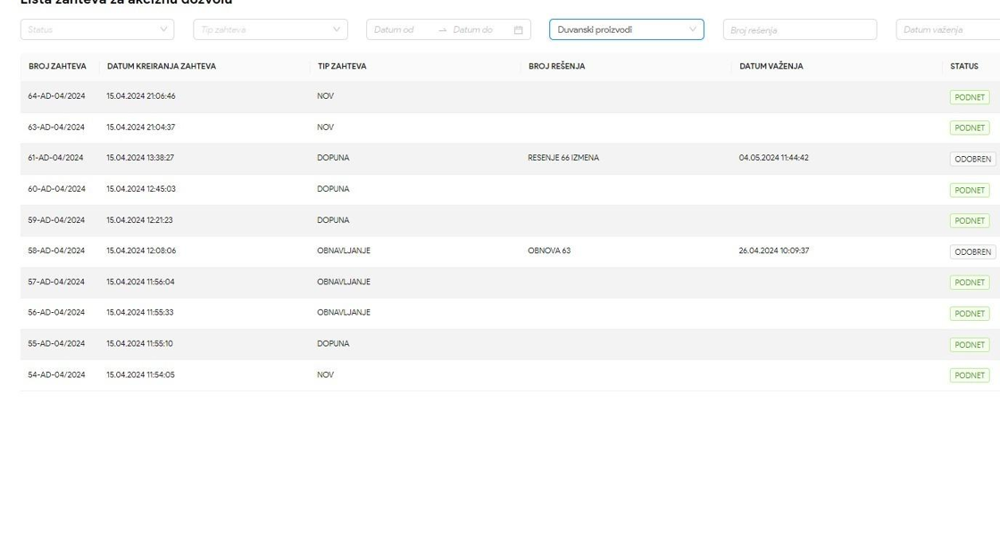 Lista zahteva za akciznu dozvolu
Status Tip zahteva Datum od → Datum do Duvanski proizvodi Broj rešenja Datum važenja
BROJ ZAHTEVA DATUM KREIRANJA ZAHTEVA TIP ZAHTEVA BROJ REŠENJA DATUM VAŽENJA STATUS
64-AD-04/2024 15.04.2024 21:06:46 NOV PODNET
63-AD-04/2024 15.04.2024 21:04:37 NOV PODNET
61-AD-04/2024 15.04.2024 13:38:27 DOPUNA RESENJE 66 IZMENA 04.05.2024 11:44:42 ODOBREN
60-AD-04/2024 15.04.2024 12:45:03 DOPUNA PODNET
59-AD-04/2024 15.04.2024 12:21:23 DOPUNA PODNET
58-AD-04/2024 15.04.2024 12:08:06 OBNAVLJANJE OBNOVA 63 26.04.2024 10:09:37 ODOBREN
57-AD-04/2024 15.04.2024 11:56:04 OBNAVLJANJE PODNET
56-AD-04/2024 15.04.2024 11:55:33 OBNAVLJANJE PODNET
55-AD-04/2024 15.04.2024 11:55:10 DOPUNA PODNET
54-AD-04/2024 15.04.2024 11:54:05 NOV PODNET